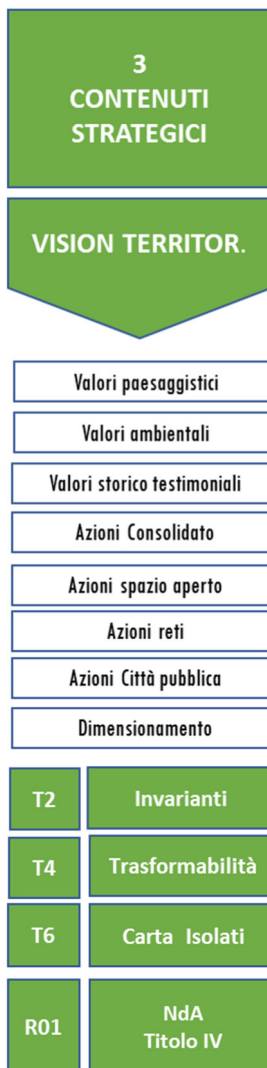 3
CONTENUTI
STRATEGICI
VISION TERRITOR.
Valori paesaggistici
Valori ambientali
Valori storico testimoniali
Azioni Consolidato
Azioni spazio aperto
Azioni reti
Azioni Città pubblica
Dimensionamento
T2 Invarianti
T4 Trasformabilità
T6 Carta Isolati
R01 NdA
Titolo IV